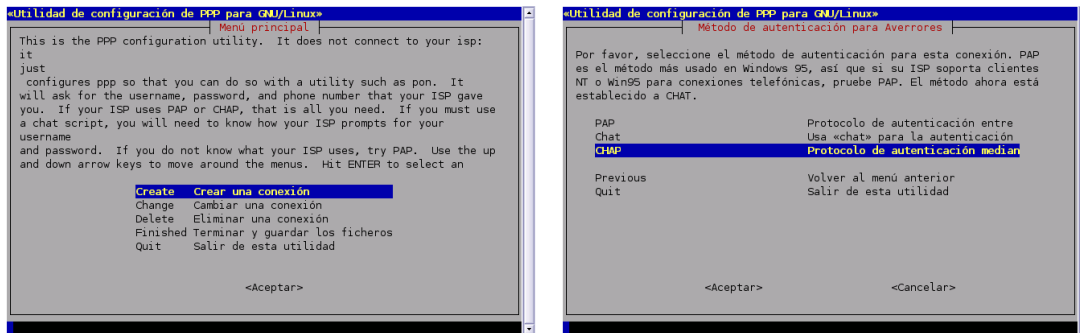 «Utilidad de configuración de PPP para GNU/Linux»
Menú principal
This is the PPP configuration utility.  It does not connect to your isp:
it
just
configures ppp so that you can do so with a utility such as pon.  It
will ask for the username, password, and phone number that your ISP gave
you.  If your ISP uses PAP or CHAP, that is all you need.  If you must use
a chat script, you will need to know how your ISP prompts for your
username
and password.  If you do not know what your ISP uses, try PAP.  Use the up
and down arrow keys to move around the menus.  Hit ENTER to select an
Create Crear una conexión
Change Cambiar una conexión
Delete Eliminar una conexión
Finished Terminar y guardar los ficheros
Quit Salir de esta utilidad
<Aceptar>
«Utilidad de configuración de PPP para GNU/Linux»
Método de autenticación para Averrores
Por favor, seleccione el método de autenticación para esta conexión. PAP
es el método más usado en Windows 95, así que si su ISP soporta clientes
NT o Win95 para conexiones telefónicas, pruebe PAP. El método ahora está
establecido a CHAT.
PAP Protocolo de autenticación entre
Chat Usa «chat» para la autenticación
CHAP Protocolo de autenticación median
Previous Volver al menú anterior
Quit Salir de esta utilidad
<Aceptar> <Cancelar>